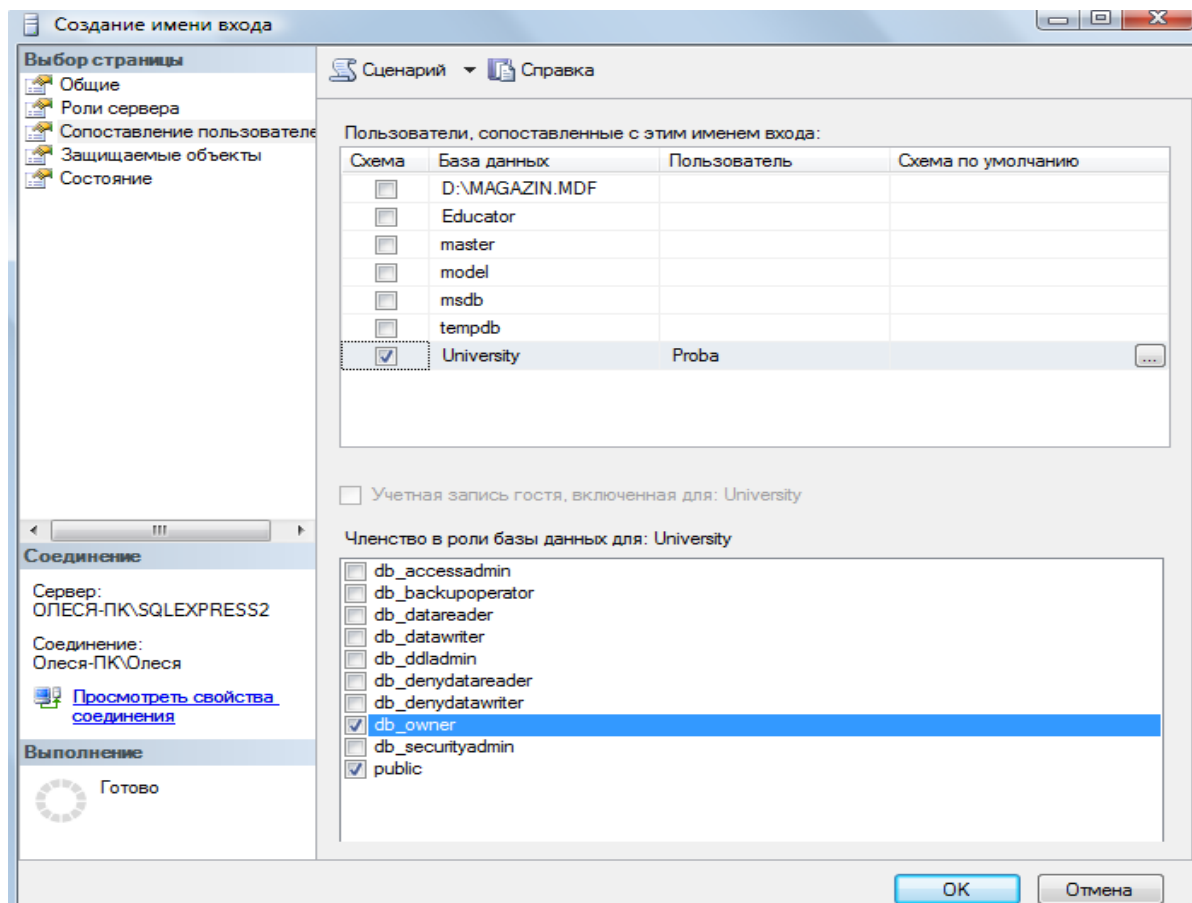 Создание имени входа
Выбор страницы
Общие
Роли сервера
Сопоставление пользователе
Защищаемые объекты
Состояние
Сценарий
Справка
Пользователи, сопоставленные с этим именем входа:
Схема База данных Пользователь Схема по умолчанию
D:\MAGAZIN.MDF
Educator
master
model
msdb
tempdb
University Proba ...
Учетная запись гостя, включенная для: University
Членство в роли базы данных для: University
db_accessadmin
db_backupoperator
db_datareader
db_datawriter
db_ddladmin
db_denydatareader
db_denydatawriter
db_owner
db_securityadmin
public
Соединение
Сервер:
ОЛЕСЯ-ПК\SQLEXPRESS2
Соединение:
Олеся-ПК\Олеся
Просмотреть свойства
соединения
Выполнение
Готово
OK
Отмена